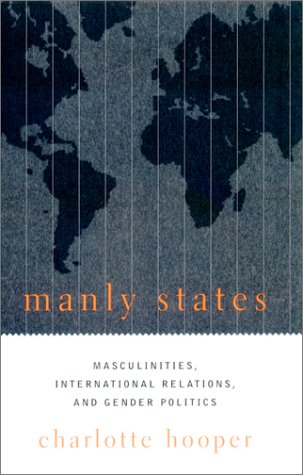 manly states
MASCULINITIES,
INTERNATIONAL RELATIONS,
AND GENDER POLITICS
charlotte hooper